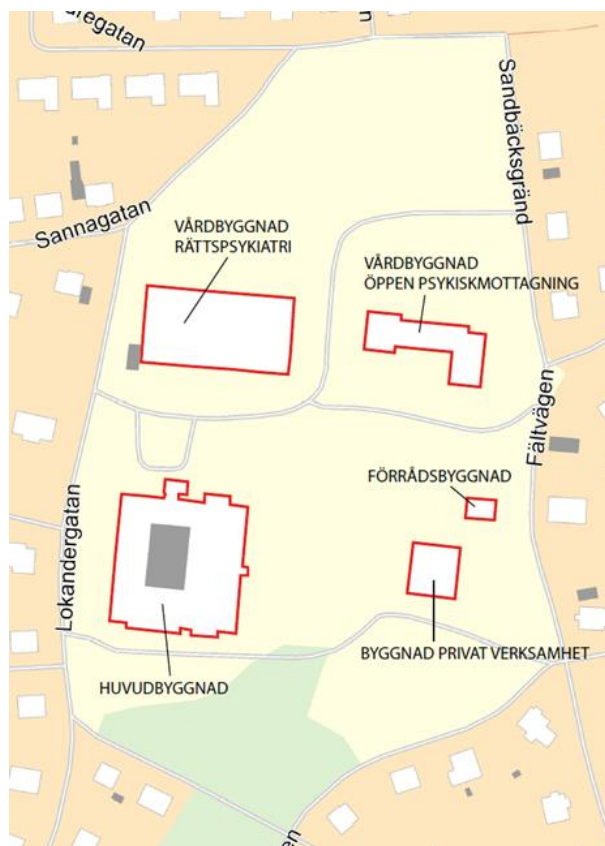 Sandbäcksgränd
Sannagatan
VÅRDBYGGNAD
RÄTTSPSYKIATRI
VÅRDBYGGNAD
ÖPPEN PSYKISKMOTTAGNING
Fältvägen
FÖRRÅDSBYGGNAD
Lokandergatan
BYGGNAD PRIVAT VERKSAMHET
HUVUDBYGGNAD